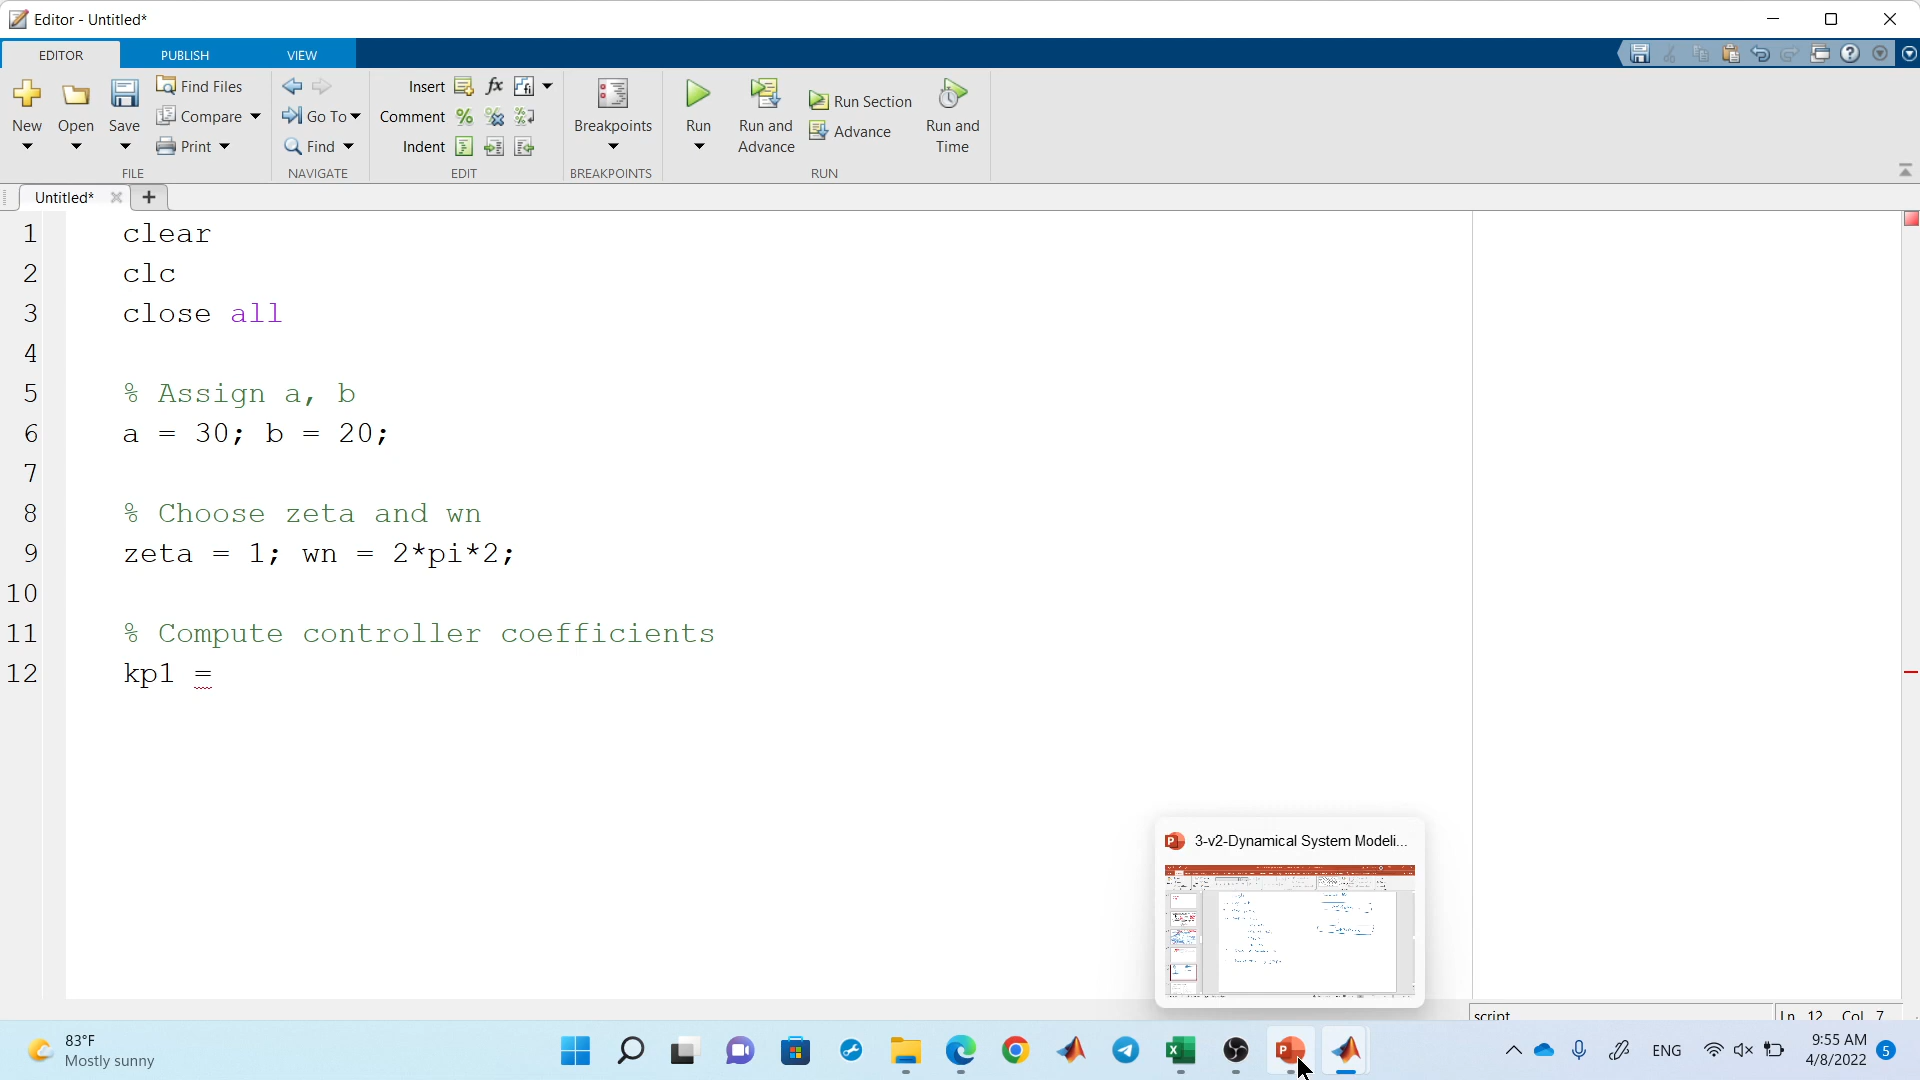 Editor - Untitled*
EDITOR PUBLISH VIEW
New Open Save Find Files Compare Print
Go To Find
Insert fx
Comment
Indent
Breakpoints
Run Run and Advance Run Section Advance Run and Time
FILE NAVIGATE EDIT BREAKPOINTS RUN
Untitled* +
1 clear
2 clc
3 close all
4
5 % Assign a, b
6 a = 30; b = 20;
7
8 % Choose zeta and wn
9 zeta = 1; wn = 2*pi*2;
10
11 % Compute controller coefficients
12 kp1 =
3-v2-Dynamical System Modeli...
script Ln 12 Col 7
83°F
Mostly sunny
ENG
9:55 AM
4/8/2022 5